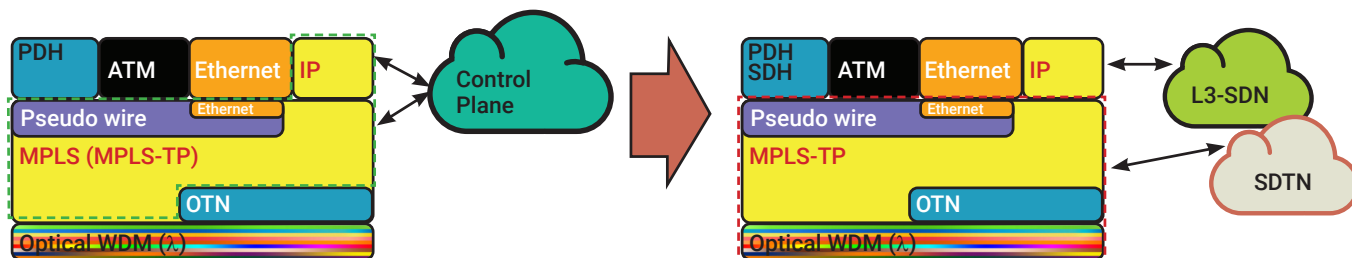 PDH
ATM
Ethernet
IP
Ethernet
Pseudo wire
MPLS (MPLS-TP)
OTN
Optical WDM (λ)
Control
Plane
PDH
SDH
ATM
Ethernet
IP
Ethernet
Pseudo wire
MPLS-TP
OTN
Optical WDM (λ)
L3-SDN
SDTN